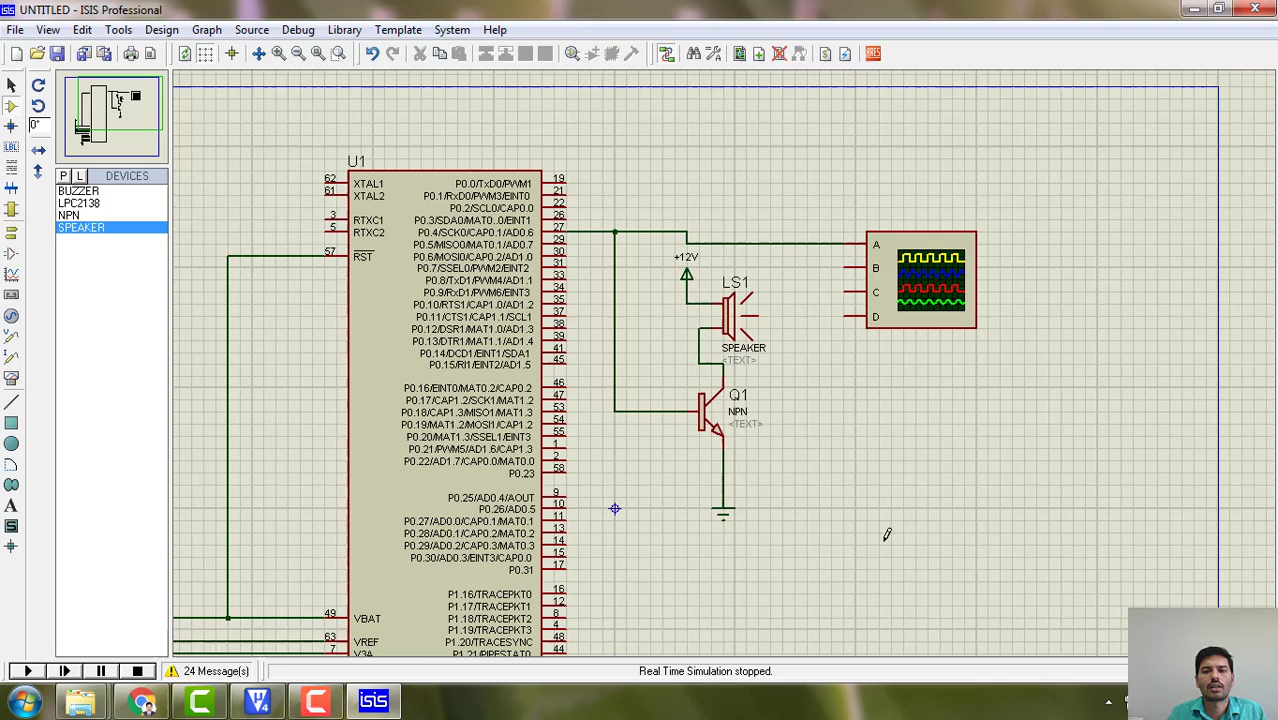 UNTITLED - ISIS Professional
File View Edit Tools Design Graph Source Debug Library Template System Help
ARES
0°
LBL
P L DEVICES
BUZZER
LPC2138
NPN
SPEAKER
U1
62 XTAL1 P0.0/TxD0/PWM1 19
61 XTAL2 P0.1/RxD0/PWM3/EINT0 21
P0.2/SCL0/CAP0.0 22
3 RTXC1 P0.3/SDA0/MAT0..0/EINT1 26
5 RTXC2 P0.4/SCK0/CAP0.1/AD0.6 27
P0.5/MISO0/MAT0.1/AD0.7 29
57 RST P0.6/MOSI0/CAP0.2/AD1.0 30
P0.7/SSEL0/PWM2/EINT2 31
P0.8/TxD1/PWM4/AD1.1 33
P0.9/RxD1/PWM6/EINT3 34
P0.10/RTS1/CAP1.0/AD1.2 35
P0.11/CTS1/CAP1.1/SCL1 37
P0.12/DSR1/MAT1.0/AD1.3 38
P0.13/DTR1/MAT1.1/AD1.4 39
P0.14/DCD1/EINT1/SDA1 41
P0.15/RI1/EINT2/AD1.5 45
P0.16/EINT0/MAT0.2/CAP0.2 46
P0.17/CAP1.2/SCK1/MAT1.2 47
P0.18/CAP1.3/MISO1/MAT1.3 53
P0.19/MAT1.2/MOSI1/CAP1.2 54
P0.20/MAT1.3/SSEL1/EINT3 55
P0.21/PWM5/AD1.6/CAP1.3 1
P0.22/AD1.7/CAP0.0/MAT0.0 2
P0.23 58
P0.25/AD0.4/AOUT 9
P0.26/AD0.5 10
P0.27/AD0.0/CAP0.1/MAT0.1 11
P0.28/AD0.1/CAP0.2/MAT0.2 13
P0.29/AD0.2/CAP0.3/MAT0.3 14
P0.30/AD0.3/EINT3/CAP0.0 15
P0.31 17
P1.16/TRACEPKT0 16
P1.17/TRACEPKT1 12
49 VBAT P1.18/TRACEPKT2 8
P1.19/TRACEPKT3 4
63 VREF P1.20/TRACESYNC 48
7 V3A P1.21/PIPESTAT0 44
+12V
LS1
SPEAKER
<TEXT>
Q1
NPN
<TEXT>
A
B
C
D
24 Message(s) Real Time Simulation stopped.
isis